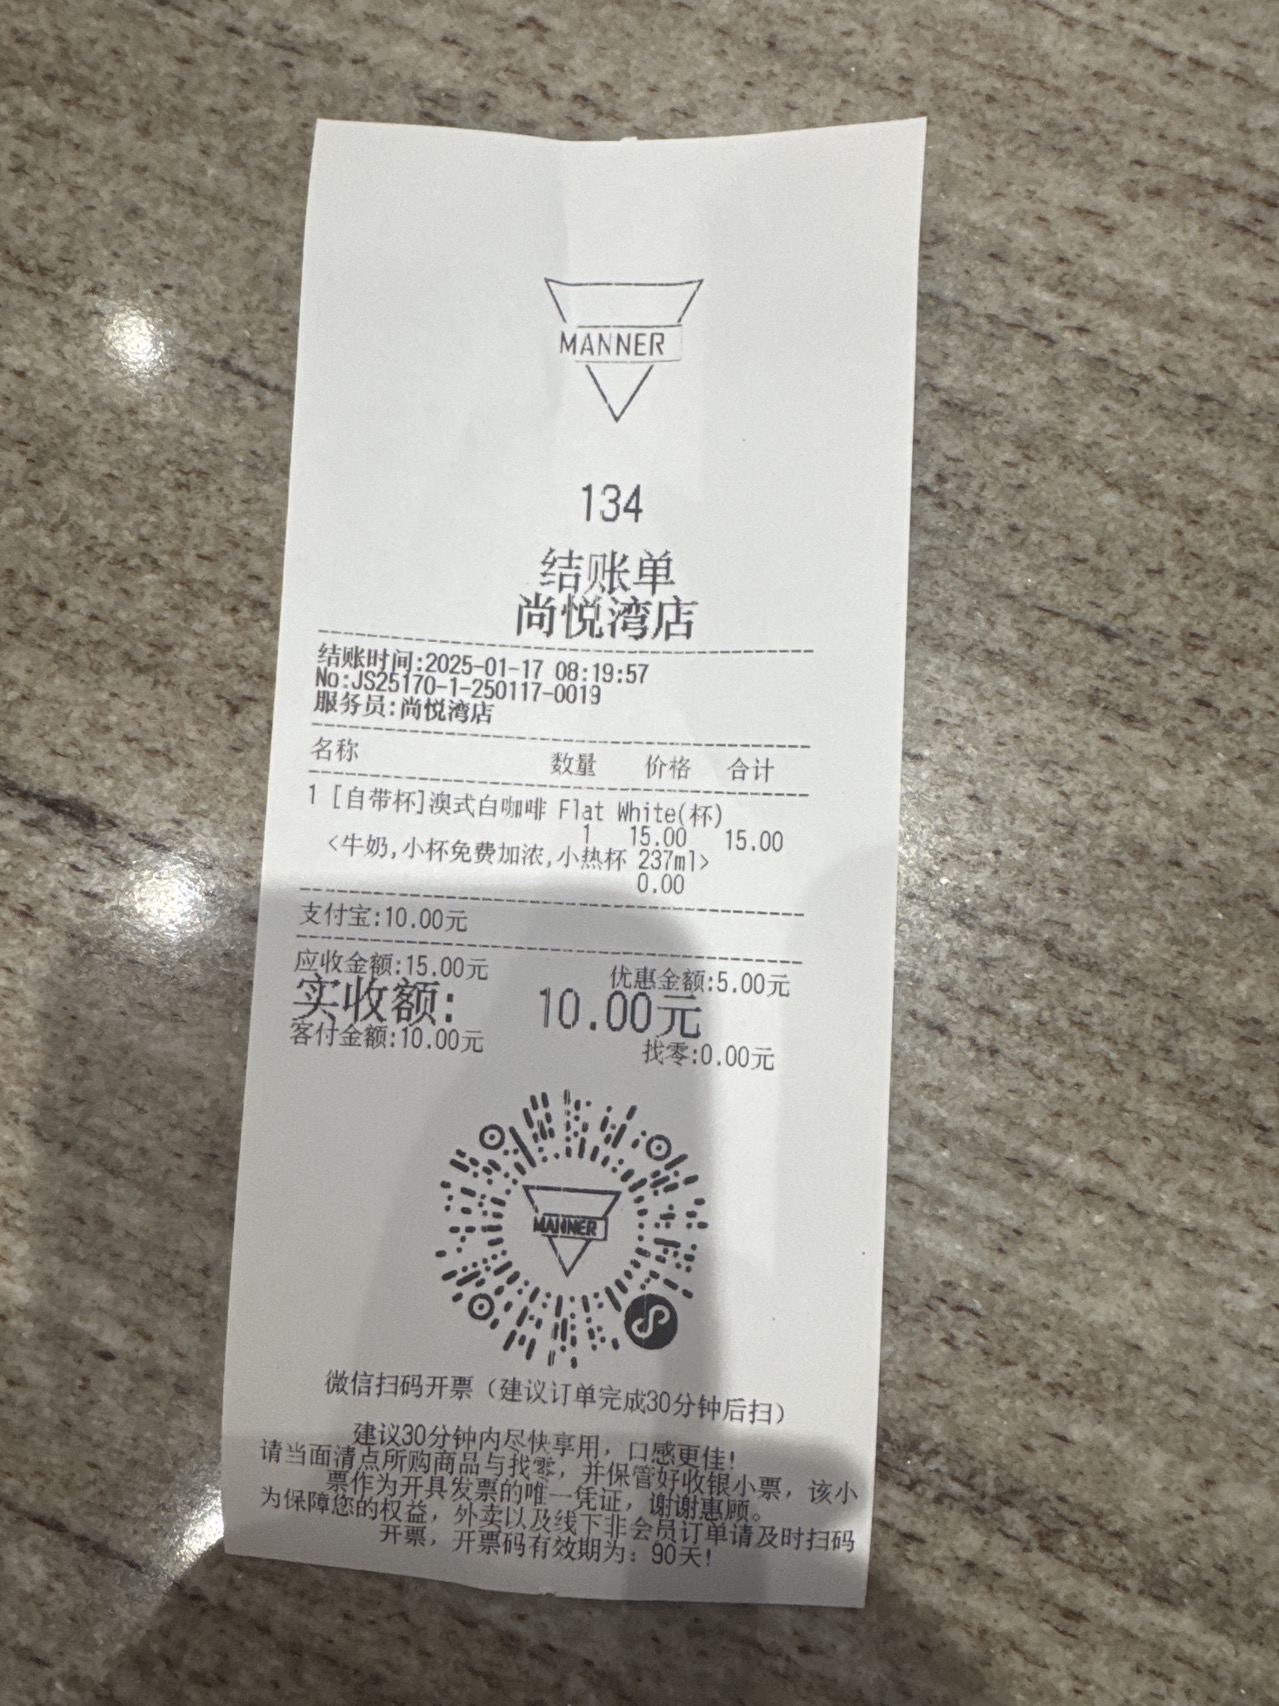 MANNER
134
结账单
尚悦湾店
结账时间:2025-01-17 08:19:57
No:JS25170-1-250117-0019
服务员:尚悦湾店
名称 数量 价格 合计
1 [自带杯]澳式白咖啡 Flat White(杯)
1 15.00 15.00
<牛奶,小杯免费加浓,小热杯 237ml>
0.00
支付宝:10.00元
应收金额:15.00元 优惠金额:5.00元
实收额: 10.00元
客付金额:10.00元 找零:0.00元
MANNER
微信扫码开票（建议订单完成30分钟后扫）
建议30分钟内尽快享用，口感更佳！
请当面清点所购商品与找零，并保管好收银小票，该小
票作为开具发票的唯一凭证，谢谢惠顾。
为保障您的权益，外卖以及线下非会员订单请及时扫码
开票，开票码有效期为：90天！